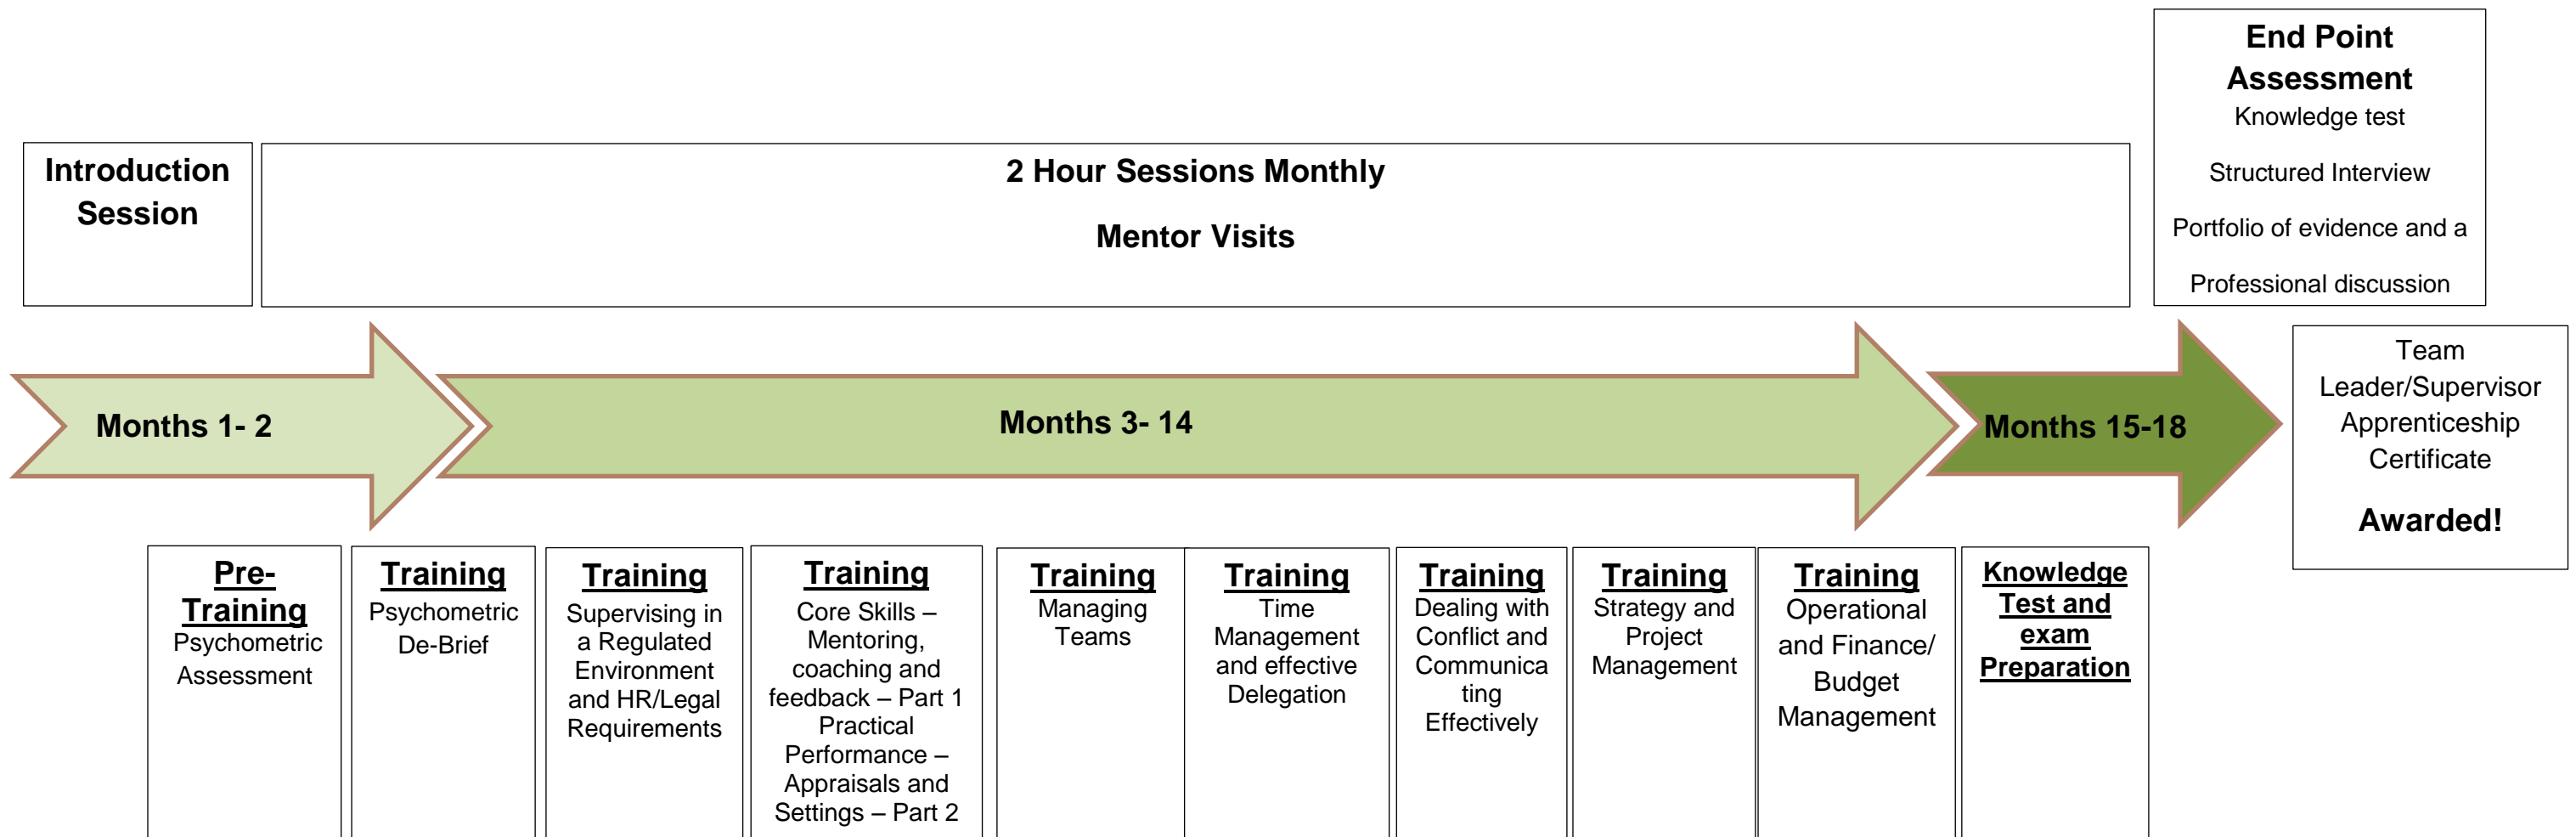 Introduction
Session
2 Hour Sessions Monthly
Mentor Visits
End Point
Assessment
Knowledge test
Structured Interview
Portfolio of evidence and a
Professional discussion
Months 1- 2
Months 3- 14
Months 15-18
Team
Leader/Supervisor
Apprenticeship
Certificate
Awarded!
Pre-
Training
Psychometric
Assessment
Training
Psychometric
De-Brief
Training
Supervising in
a Regulated
Environment
and HR/Legal
Requirements
Training
Core Skills –
Mentoring,
coaching and
feedback – Part 1
Practical
Performance –
Appraisals and
Settings – Part 2
Training
Managing
Teams
Training
Time
Management
and effective
Delegation
Training
Dealing with
Conflict and
Communica
ting
Effectively
Training
Strategy and
Project
Management
Training
Operational
and Finance/
Budget
Management
Knowledge
Test and
exam
Preparation